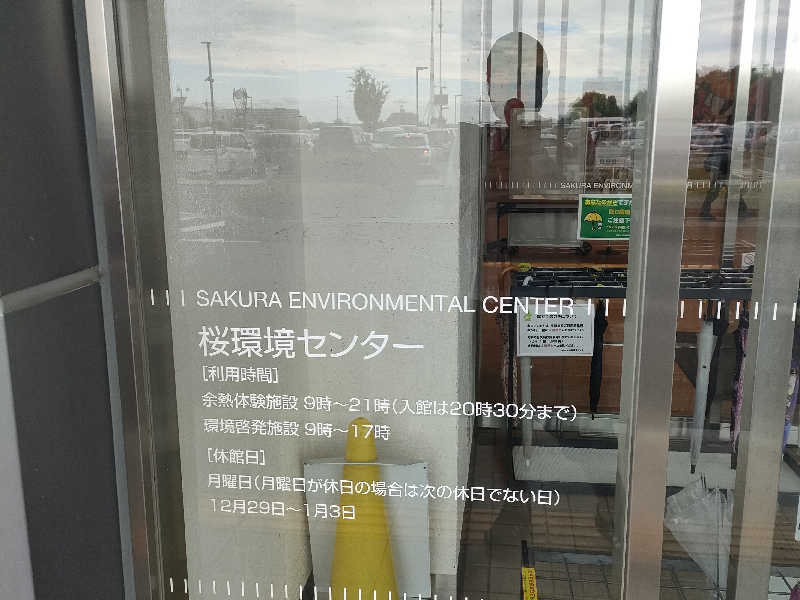 SAKURA ENVIRONMENTAL CENTER
桜環境センター
[利用時間]
余熱体験施設 9時～21時(入館は20時30分まで)
環境啓発施設 9時～17時
[休館日]
月曜日(月曜日が休日の場合は次の休日でない日)
12月29日～1月3日
SAKURA ENVIRONM